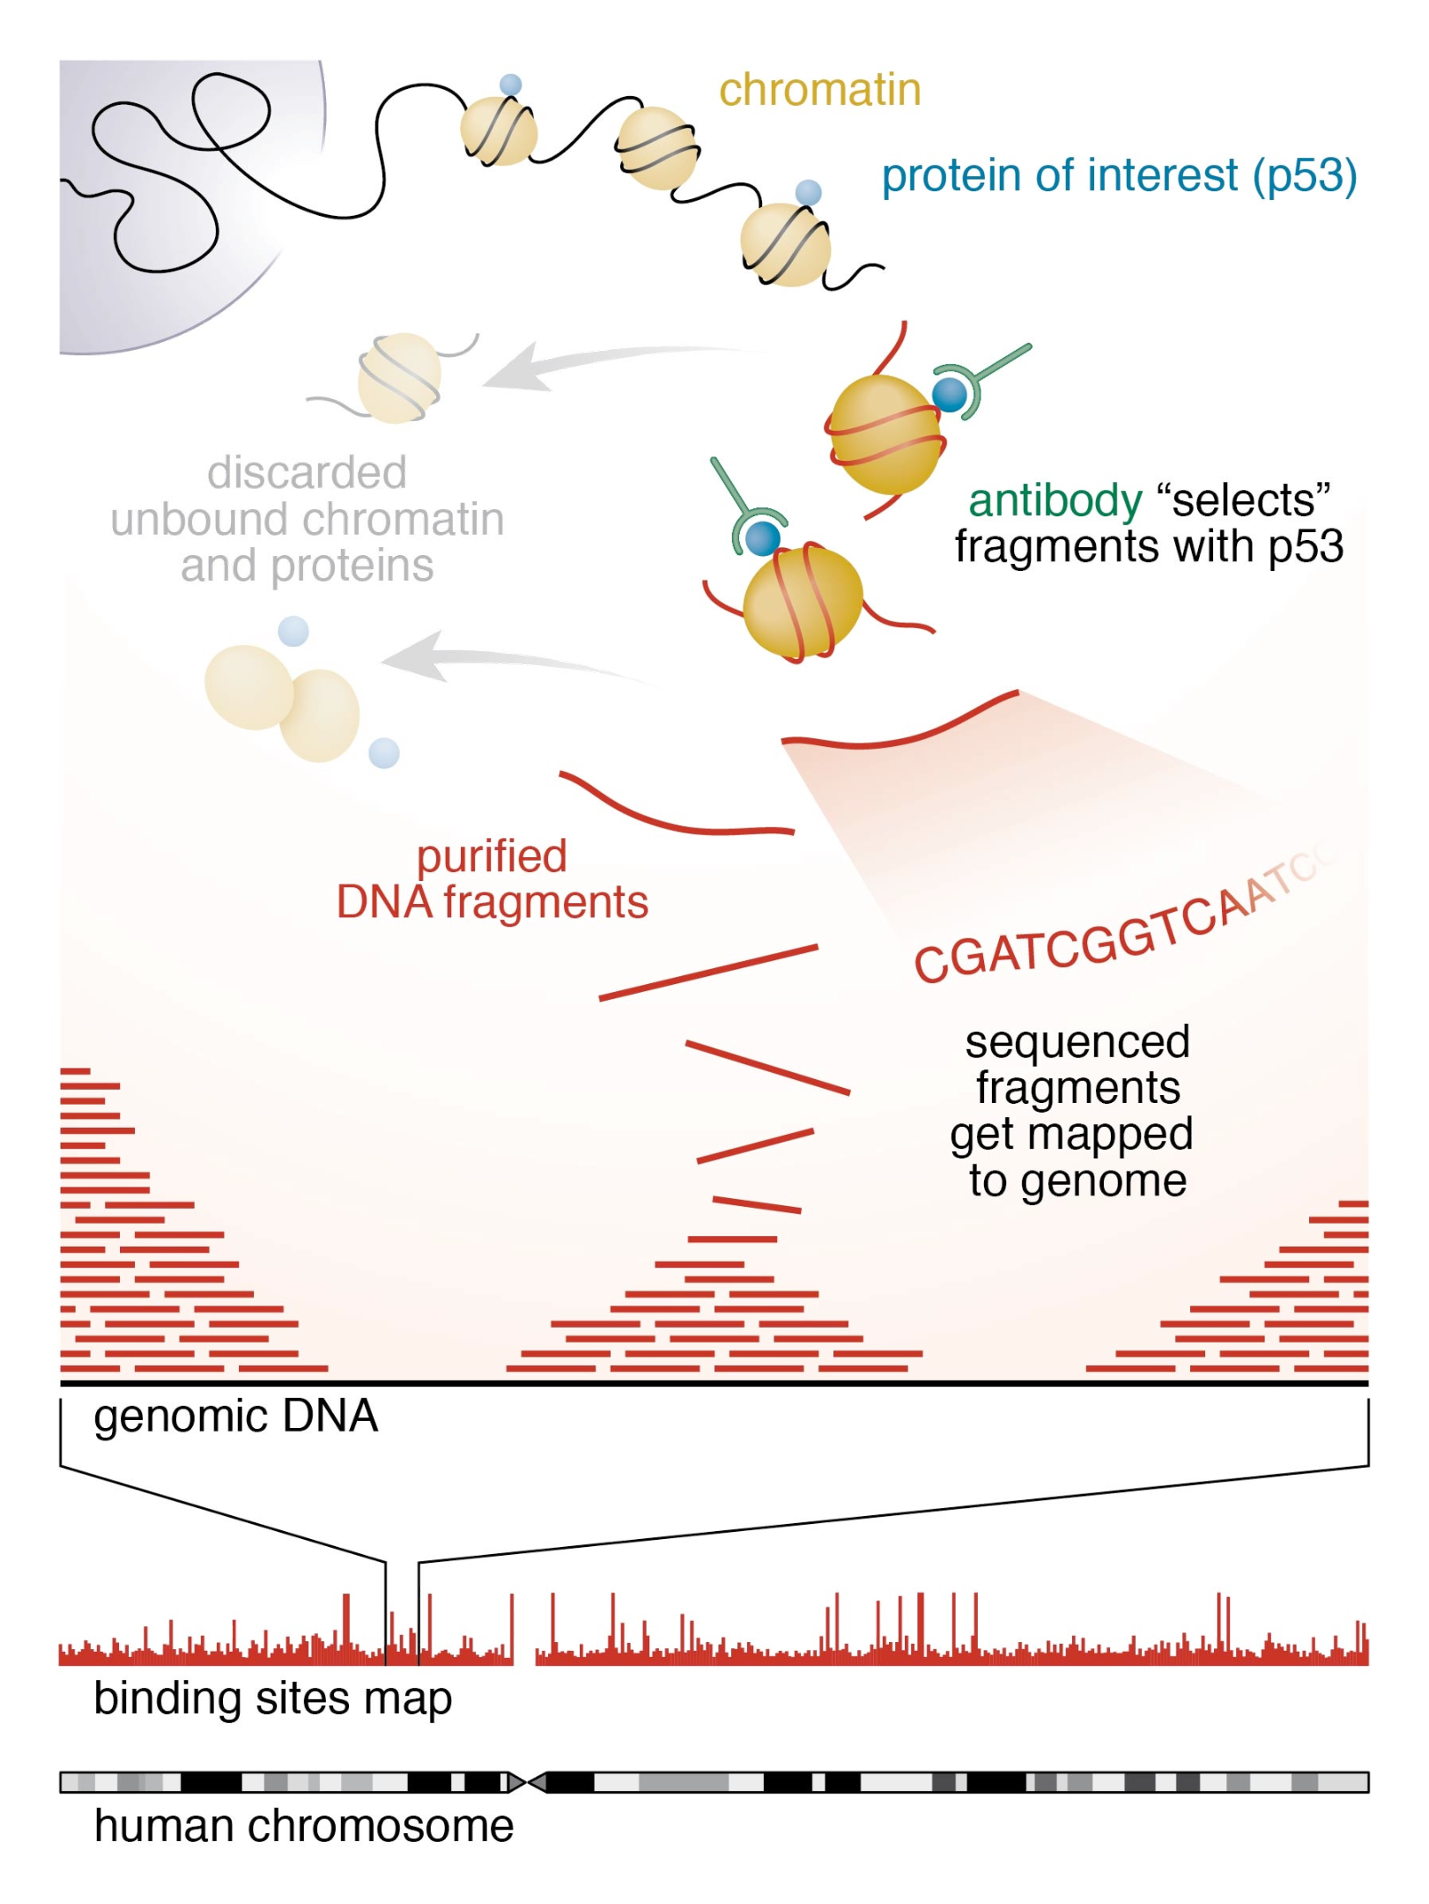 chromatin
protein of interest (p53)
antibody “selects”
fragments with p53
discarded
unbound chromatin
and proteins
purified
DNA fragments
CGATCGGTCAATCC
sequenced
fragments
get mapped
to genome
genomic DNA
binding sites map
human chromosome